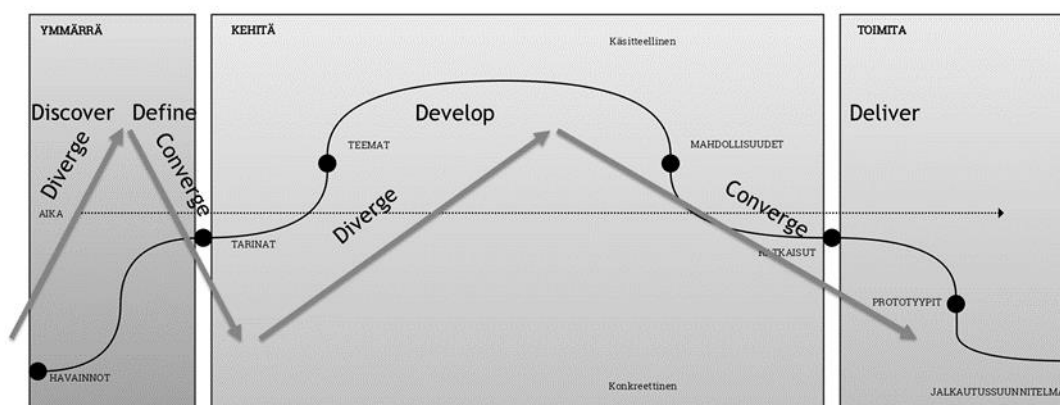 YMMÄRRÄ
KEHITÄ
TOIMITA
Käsitteellinen
Discover
Define
Develop
Deliver
Diverge
Converge
TEEMAT
MAHDOLLISUUDET
Diverge
Converge
AIKA
TARINAT
RATKAISUT
PROTOTYYPIT
HAVAINNOT
Konkreettinen
JALKAUTUSSUUNNITELMA